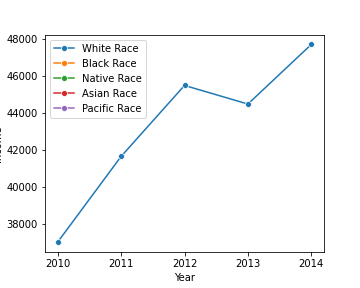 48000
46000
44000
42000
40000
38000
White Race
Black Race
Native Race
Asian Race
Pacific Race
2010 2011 2012 2013 2014
Year